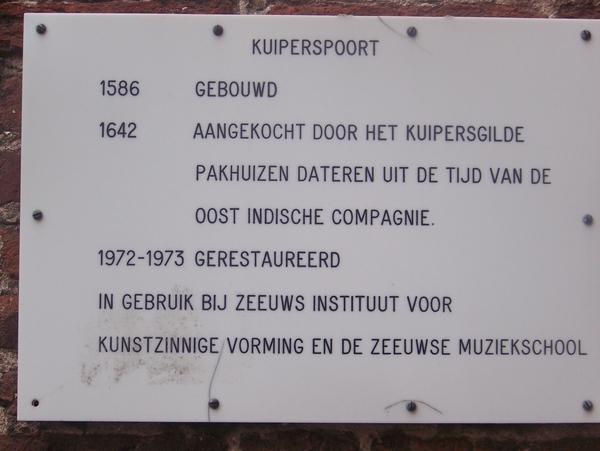 KUIPERSPOORT
1586 GEBOUWD
1642 AANGEKOCHT DOOR HET KUIPERSGILDE
PAKHUIZEN DATEREN UIT DE TIJD VAN DE
OOST INDISCHE COMPAGNIE.
1972-1973 GERESTAUREERD
IN GEBRUIK BIJ ZEEUWS INSTITUUT VOOR
KUNSTZINNIGE VORMING EN DE ZEEUWSE MUZIEKSCHOOL